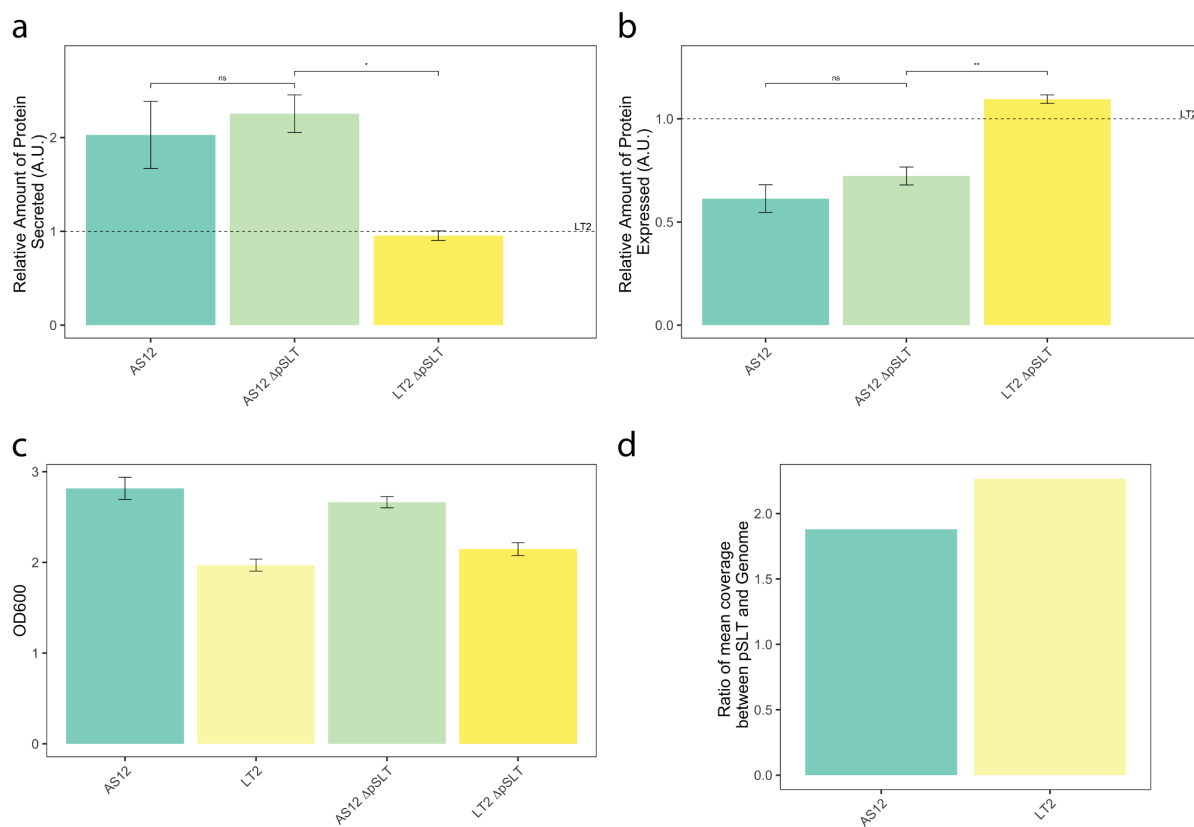 a
Relative Amount of Protein
Secreted (A.U.)
2
1
0
ns
*
LT2
AS12
AS12 ΔpSLT
LT2 ΔpSLT
b
Relative Amount of Protein
Expressed (A.U.)
1.0
0.5
0.0
ns
**
LT2
AS12
AS12 ΔpSLT
LT2 ΔpSLT
c
OD600
3
2
1
0
AS12
LT2
AS12 ΔpSLT
LT2 ΔpSLT
d
Ratio of mean coverage
between pSLT and Genome
2.0
1.5
1.0
0.5
0.0
AS12
LT2